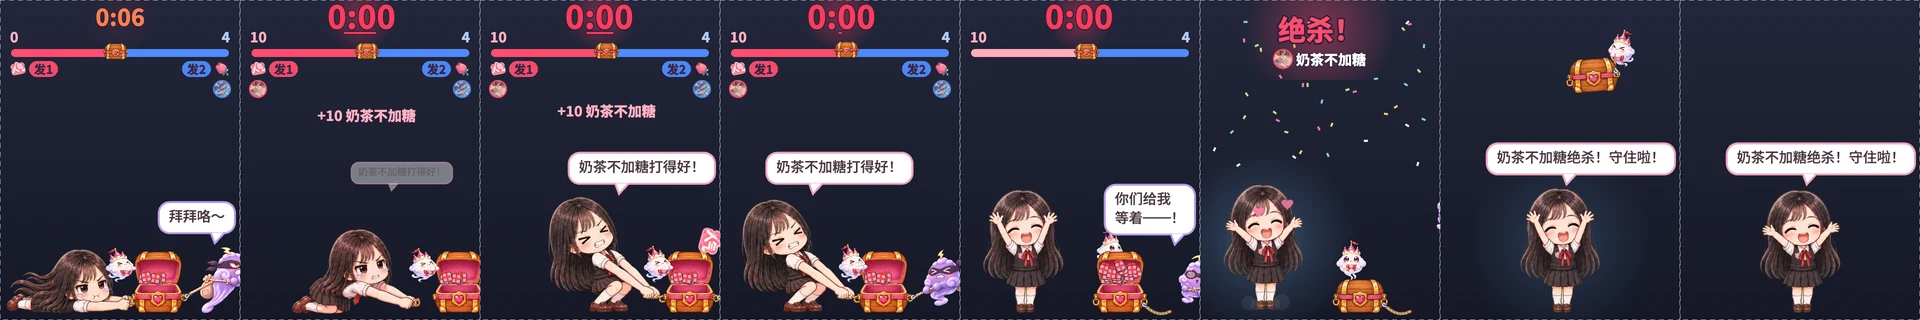 0:06
0 4
发1 发2
拜拜咯～
0:00
10 4
发1 发2
+10 奶茶不加糖
奶茶不加糖打得好！
0:00
10 4
发1 发2
+10 奶茶不加糖
奶茶不加糖打得好！
0:00
10 4
发1 发2
奶茶不加糖打得好！
0:00
10 4
你们给我
等着——！
绝杀！
奶茶不加糖
奶茶不加糖绝杀！守住啦！
奶茶不加糖绝杀！守住啦！